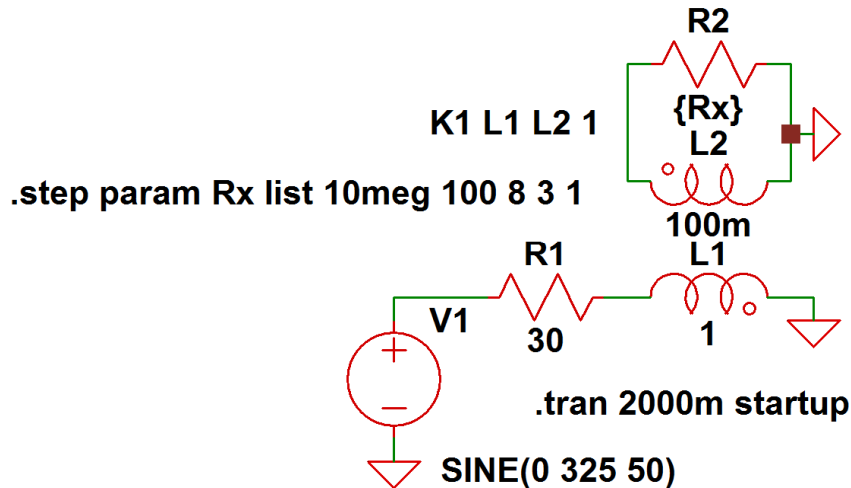 R2
{Rx}
K1 L1 L2 1
L2
.step param Rx list 10meg 100 8 3 1
100m
R1
L1
V1
30
1
.tran 2000m startup
SINE(0 325 50)